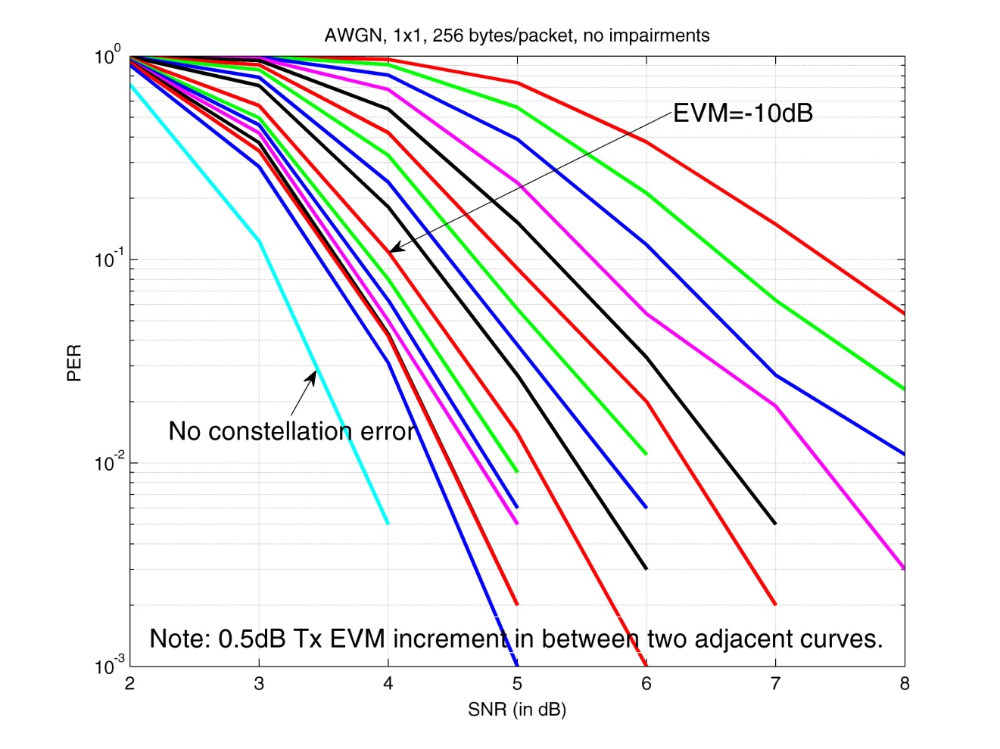 AWGN, 1x1, 256 bytes/packet, no impairments
10^0
EVM=-10dB
10^-1
PER
No constellation error
10^-2
Note: 0.5dB Tx EVM increment in between two adjacent curves.
10^-3
2 3 4 5 6 7 8
SNR (in dB)